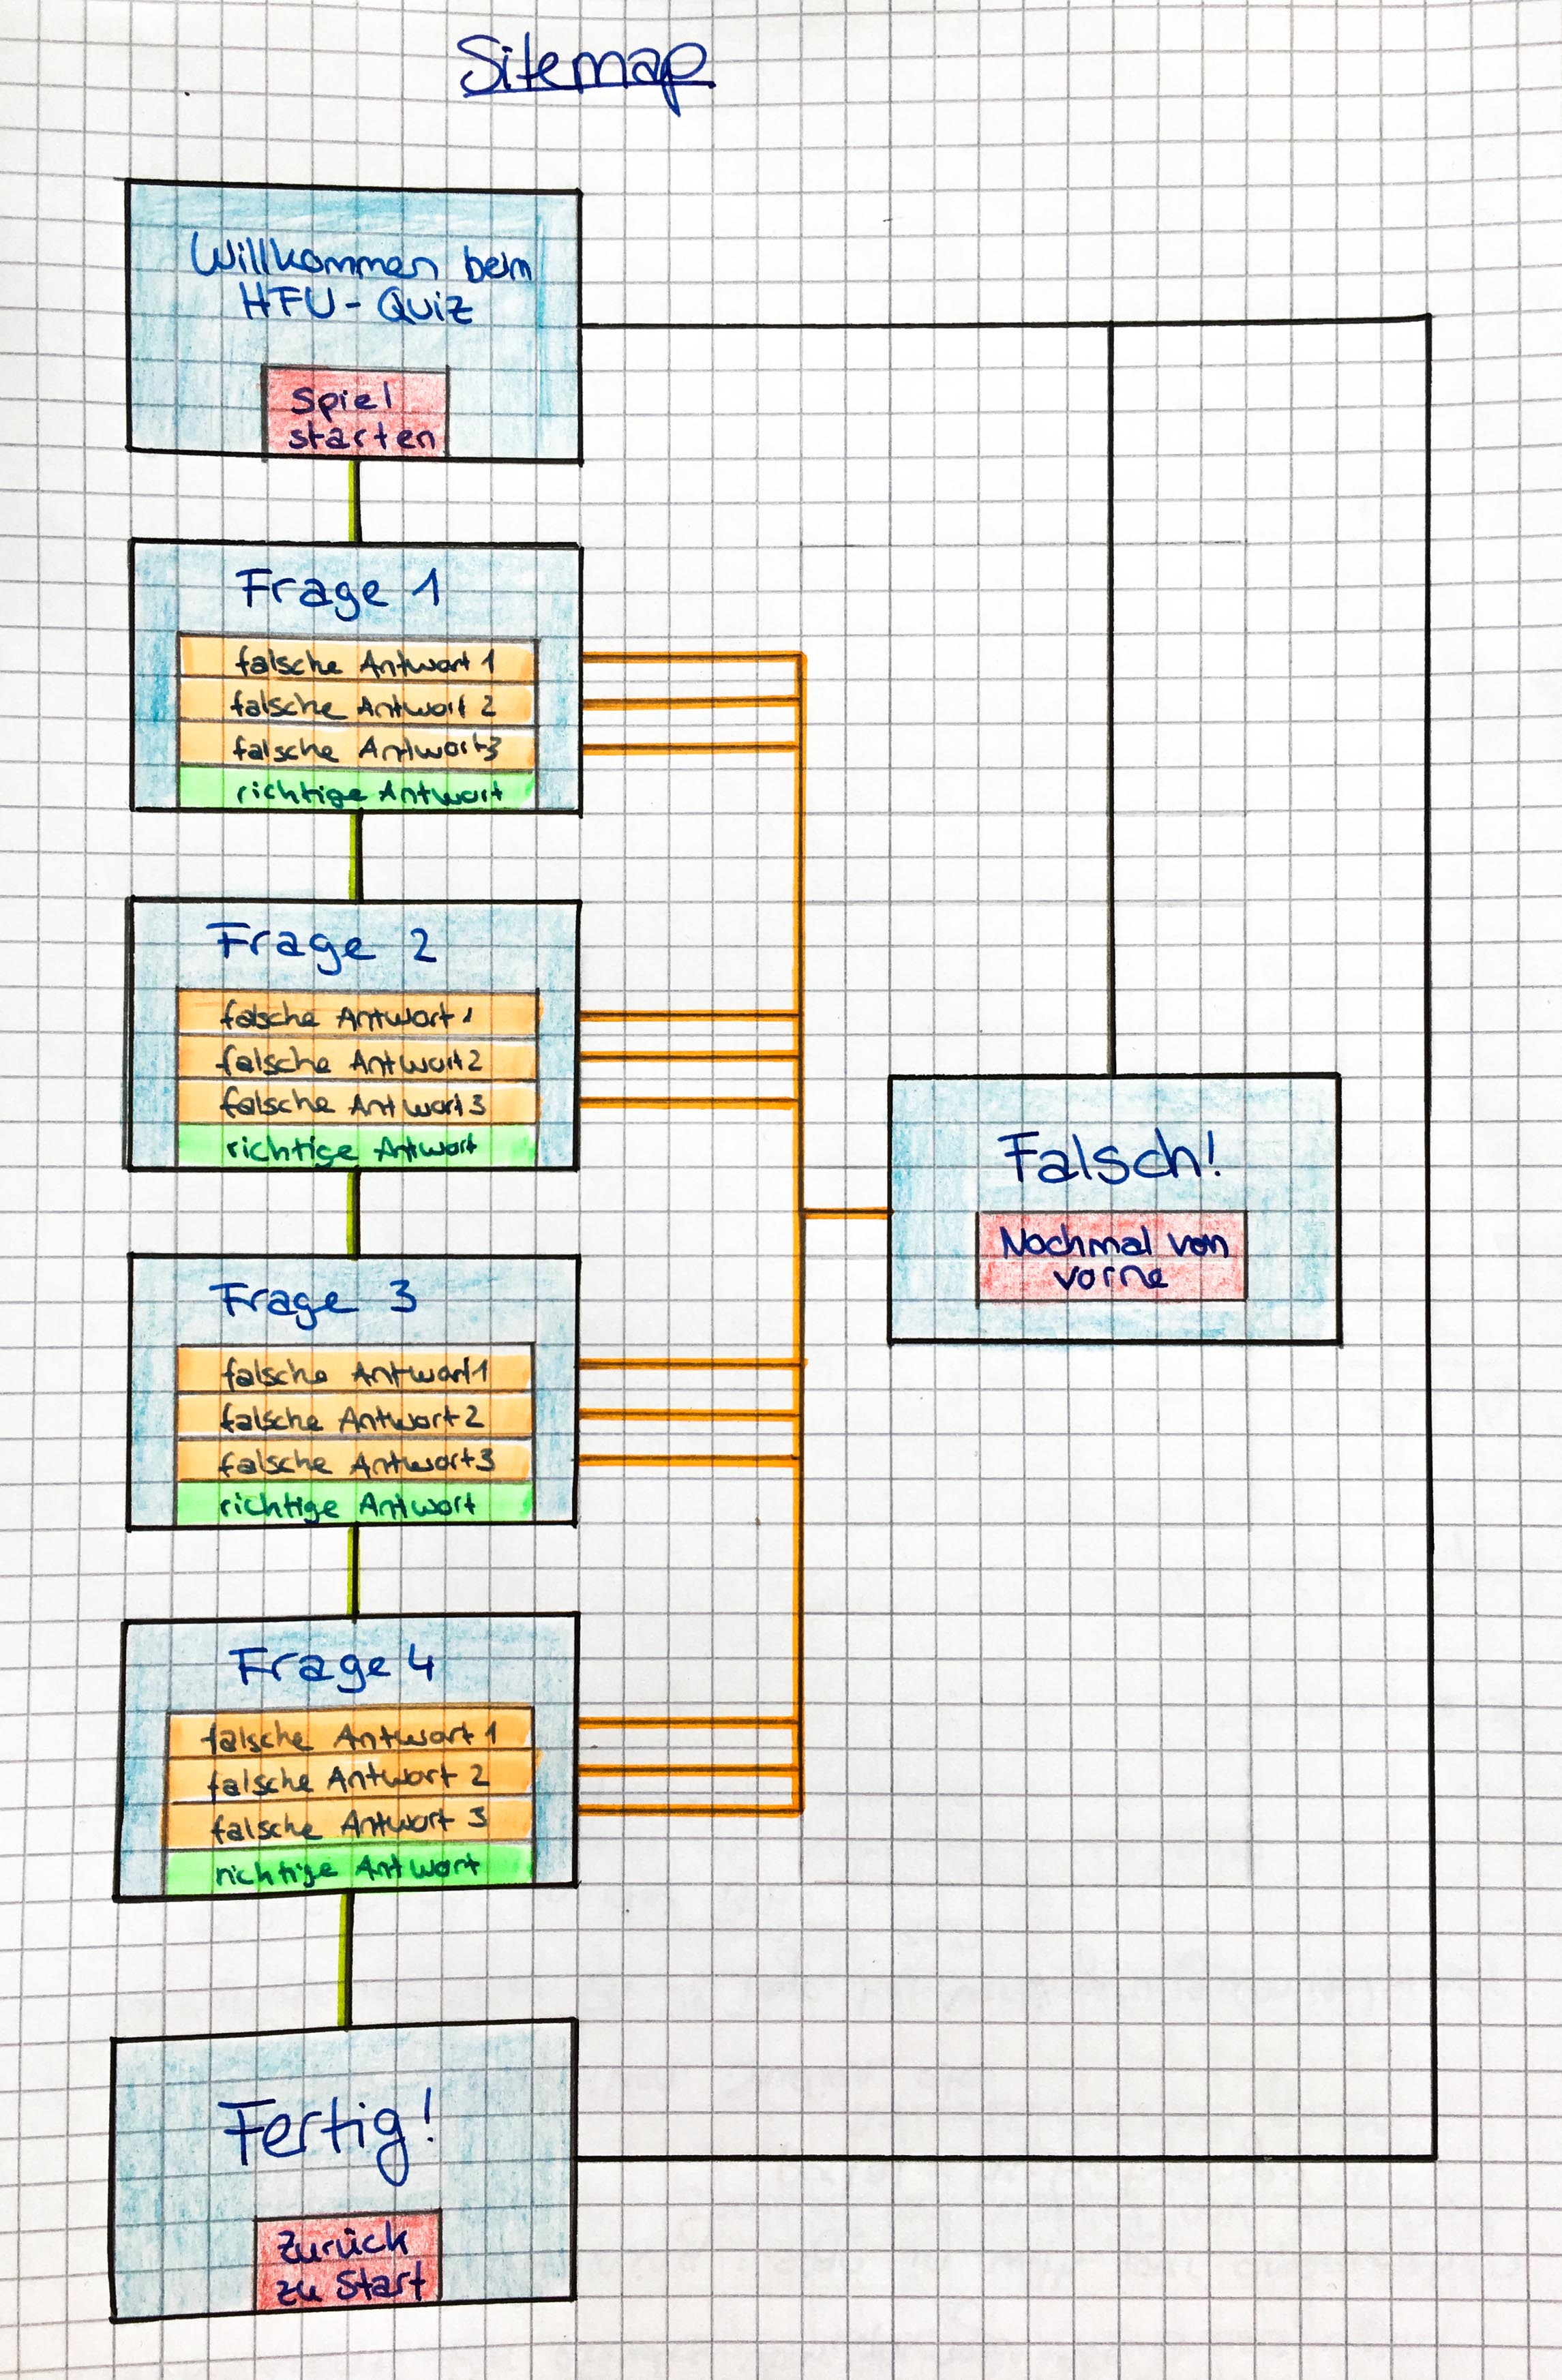 Sitemap
Willkommen beim
HFU-Quiz
Spiel
starten
Frage 1
falsche Antwort 1
falsche Antwort 2
falsche Antwort 3
richtige Antwort
Frage 2
falsche Antwort 1
falsche Antwort 2
falsche Antwort 3
richtige Antwort
Falsch!
Nochmal von
vorne
Frage 3
falsche Antwort 1
falsche Antwort 2
falsche Antwort 3
richtige Antwort
Frage 4
falsche Antwort 1
falsche Antwort 2
falsche Antwort 3
richtige Antwort
Fertig!
Zurück
zu Start